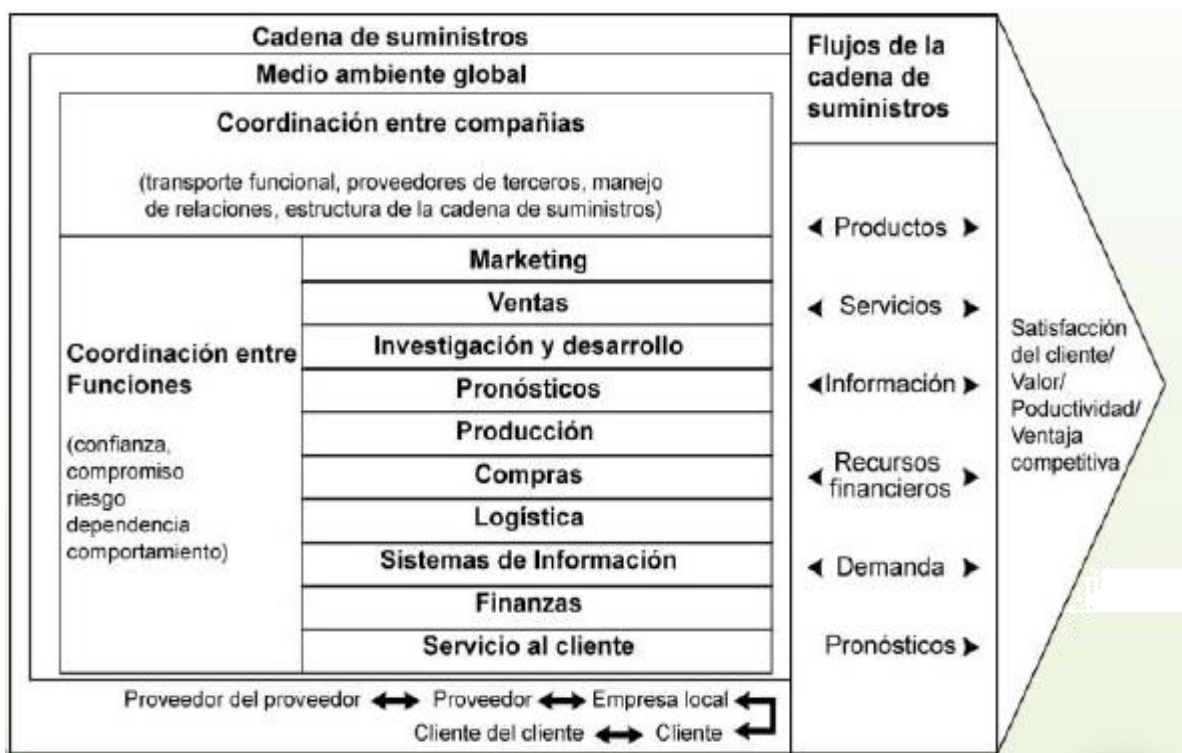 Cadena de suministros
Medio ambiente global
Coordinación entre compañias
(transporte funcional, proveedores de terceros, manejo
de relaciones, estructura de la cadena de suministros)
Coordinación entre
Funciones
(confianza,
compromiso
riesgo
dependencia
comportamiento)
Marketing
Ventas
Investigación y desarrollo
Pronósticos
Producción
Compras
Logística
Sistemas de Información
Finanzas
Servicio al cliente
Proveedor del proveedor Proveedor Empresa local
Cliente del cliente Cliente
Flujos de la
cadena de
suministros
Productos
Servicios
Información
Recursos
financieros
Demanda
Pronósticos
Satisfacción
del cliente/
Valor/
Poductividad/
Ventaja
competitiva